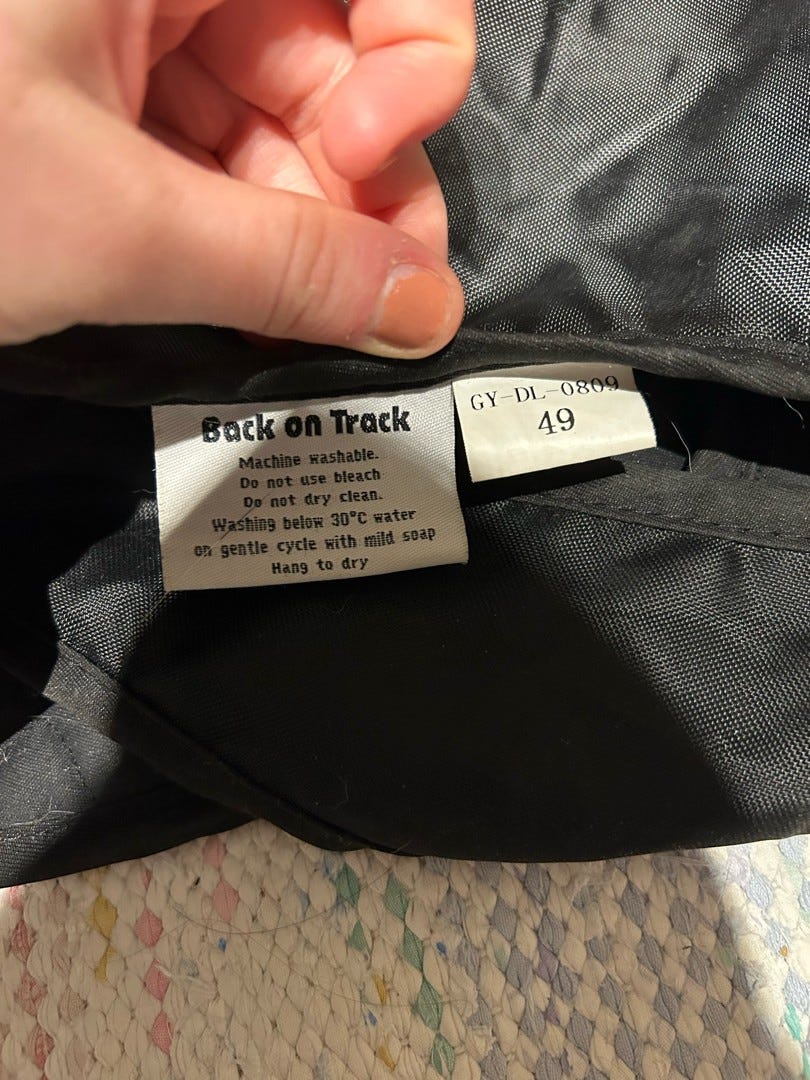 Back on Track
Machine washable.
Do not use bleach
Do not dry clean.
Washing below 30°C water
on gentle cycle with mild soap
Hang to dry
GY-DL-0809
49